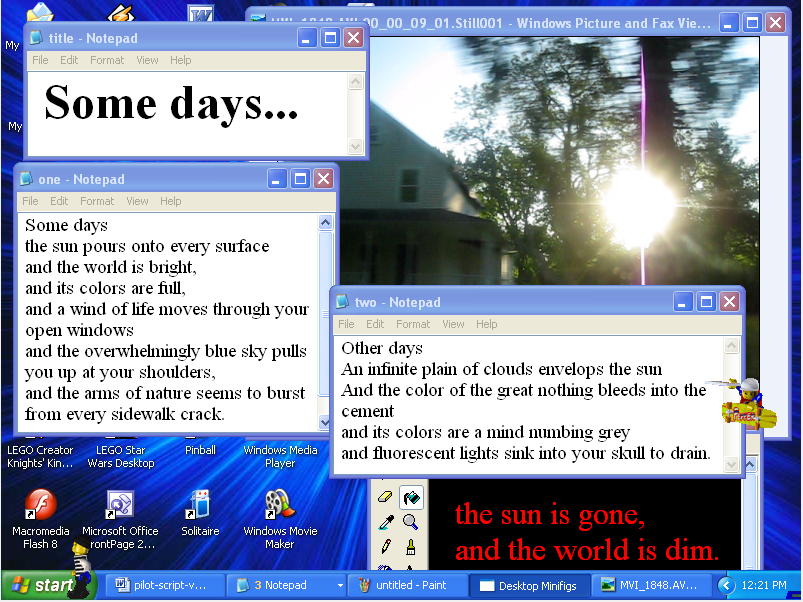 My
My
MVI_1848.AVI_00_00_09_01.Still001 - Windows Picture and Fax Vie...
title - Notepad
File Edit Format View Help
Some days...
one - Notepad
File Edit Format View Help
Some days
the sun pours onto every surface
and the world is bright,
and its colors are full,
and a wind of life moves through your
open windows
and the overwhelmingly blue sky pulls
you up at your shoulders,
and the arms of nature seems to burst
from every sidewalk crack.
two - Notepad
File Edit Format View Help
Other days
An infinite plain of clouds envelops the sun
And the color of the great nothing bleeds into the
cement
and its colors are a mind numbing grey
and fluorescent lights sink into your skull to drain.
LEGO Creator
Knights' Kin...
LEGO Star
Wars Desktop
Pinball
Windows Media
Player
Macromedia
Flash 8
Microsoft Office
rontPage 2...
Solitaire
Windows Movie
Maker
the sun is gone,
and the world is dim.
start
pilot-script-v...
3 Notepad
untitled - Paint
Desktop Minifigs
MVI_1848.AV...
12:21 PM